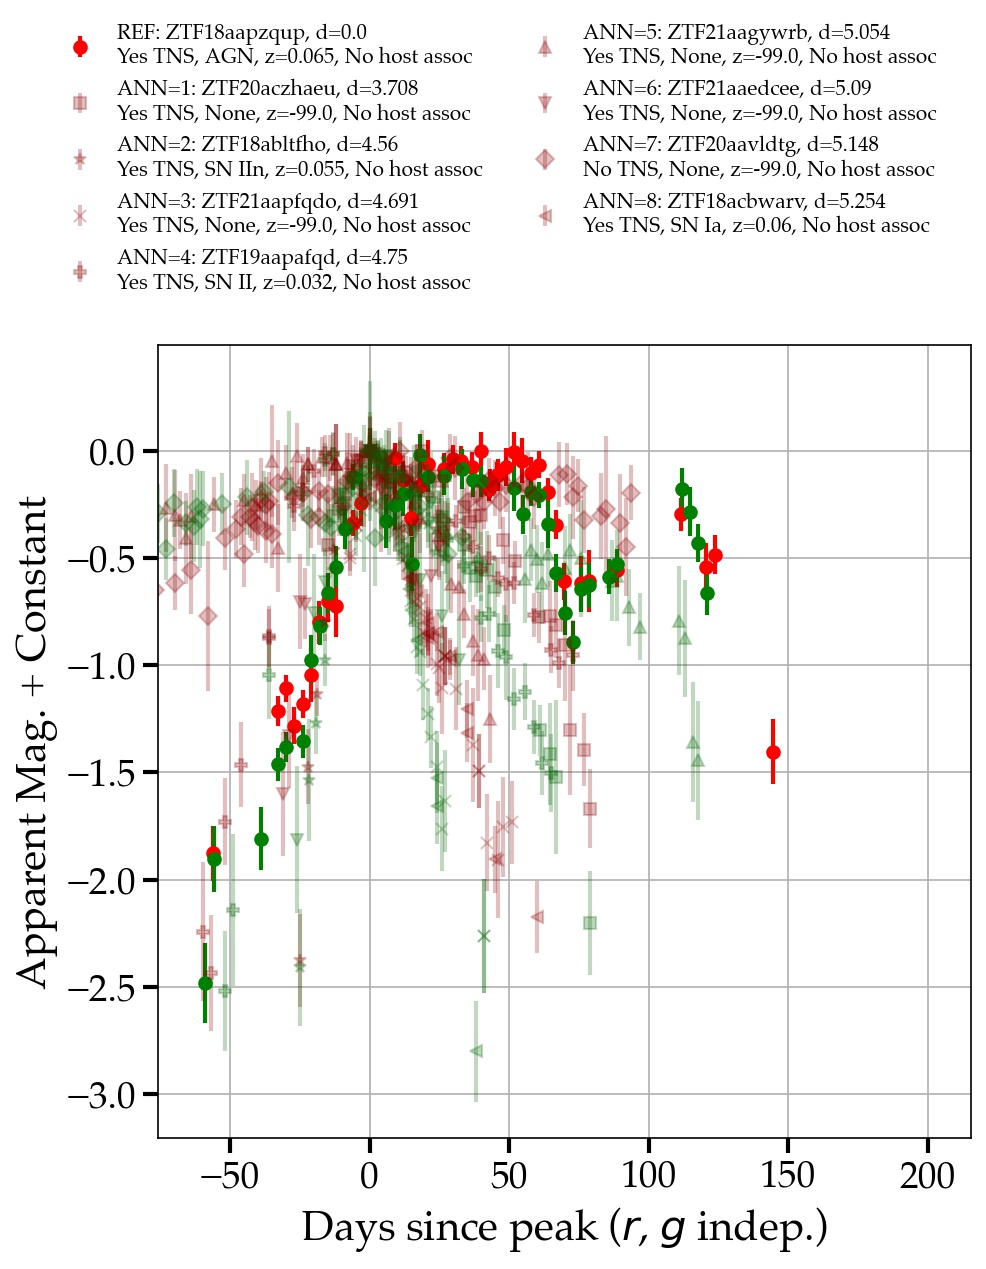 REF: ZTF18aapzqup, d=0.0
Yes TNS, AGN, z=0.065, No host assoc
ANN=1: ZTF20aczhaeu, d=3.708
Yes TNS, None, z=-99.0, No host assoc
ANN=2: ZTF18abltfho, d=4.56
Yes TNS, SN IIn, z=0.055, No host assoc
ANN=3: ZTF21aapfqdo, d=4.691
Yes TNS, None, z=-99.0, No host assoc
ANN=4: ZTF19aapafqd, d=4.75
Yes TNS, SN II, z=0.032, No host assoc
ANN=5: ZTF21aagywrb, d=5.054
Yes TNS, None, z=-99.0, No host assoc
ANN=6: ZTF21aaedcee, d=5.09
Yes TNS, None, z=-99.0, No host assoc
ANN=7: ZTF20aavldtg, d=5.148
No TNS, None, z=-99.0, No host assoc
ANN=8: ZTF18acbwarv, d=5.254
Yes TNS, SN Ia, z=0.06, No host assoc
Apparent Mag. + Constant
0.0
−0.5
−1.0
−1.5
−2.0
−2.5
−3.0
−50 0 50 100 150 200
Days since peak (r, g indep.)